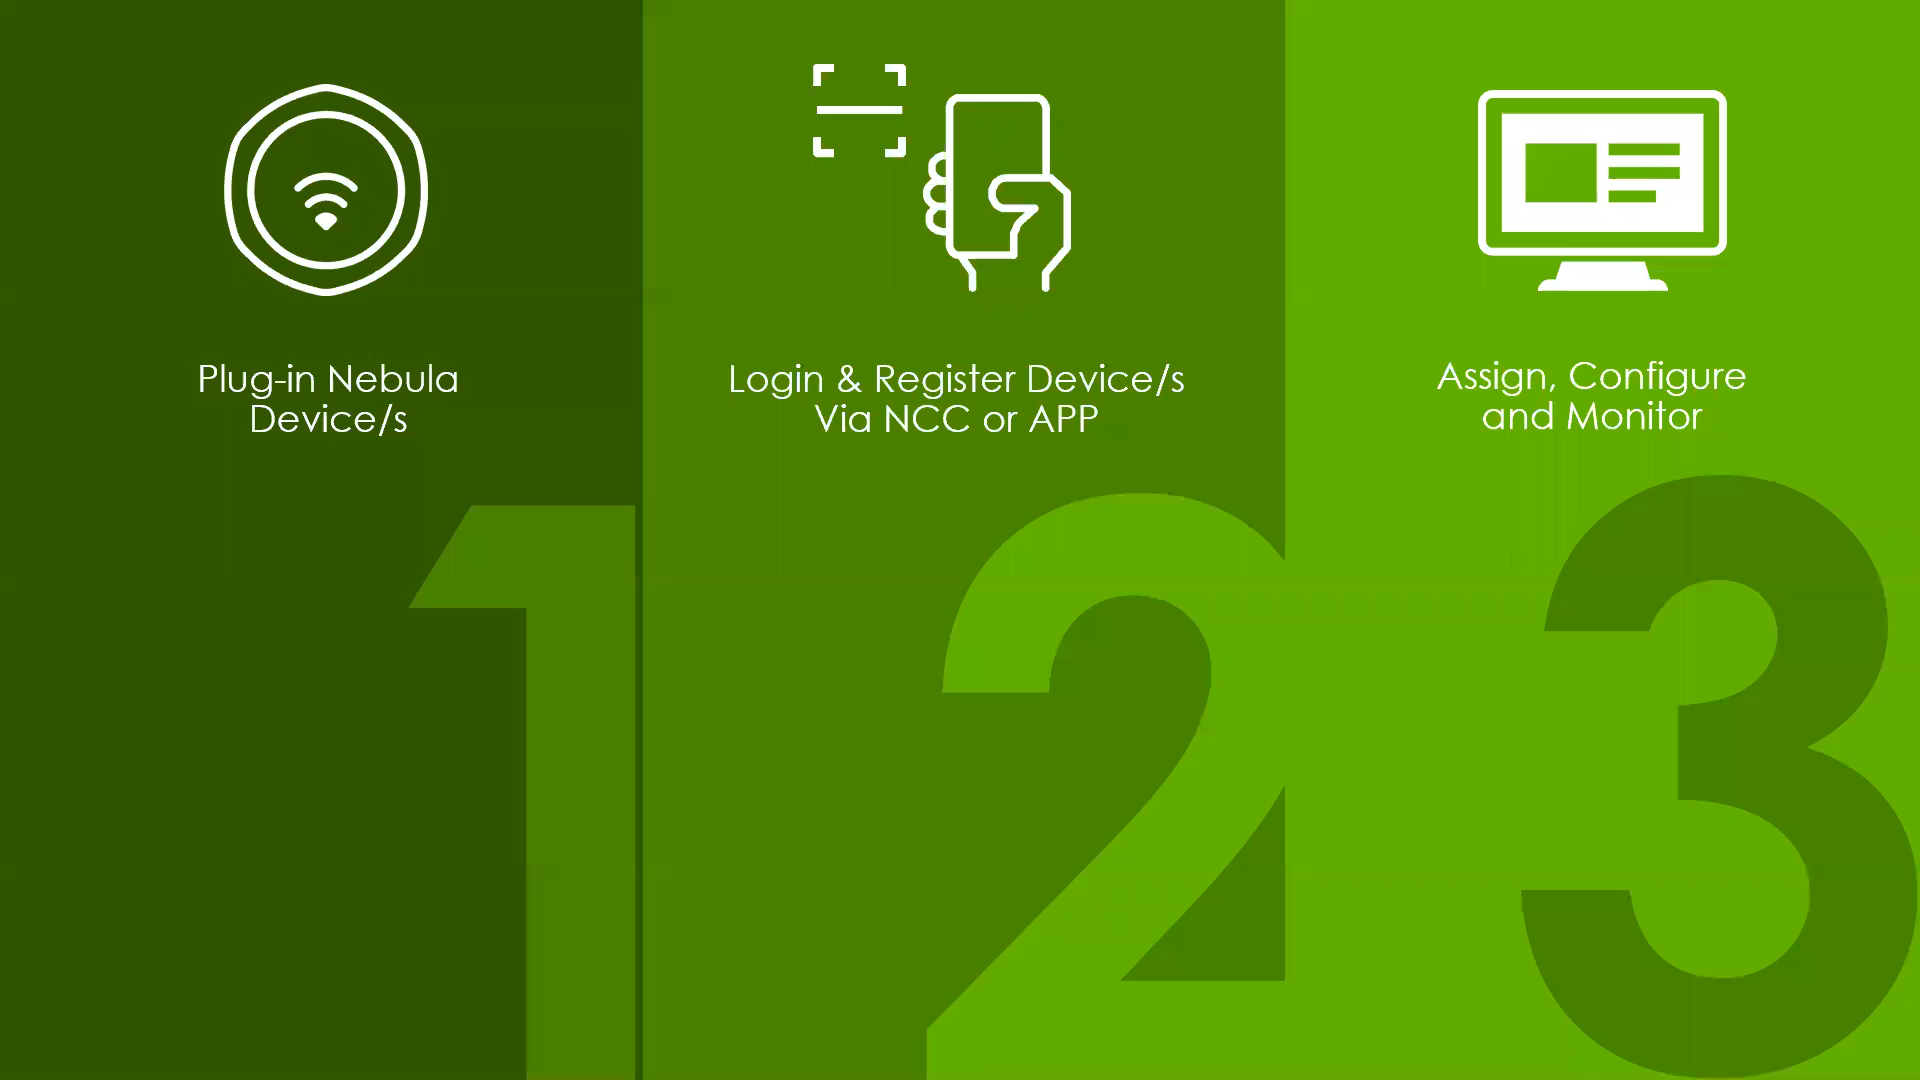 Plug-in Nebula
Device/s
1
Login & Register Device/s
Via NCC or APP
2
Assign, Configure
and Monitor
3